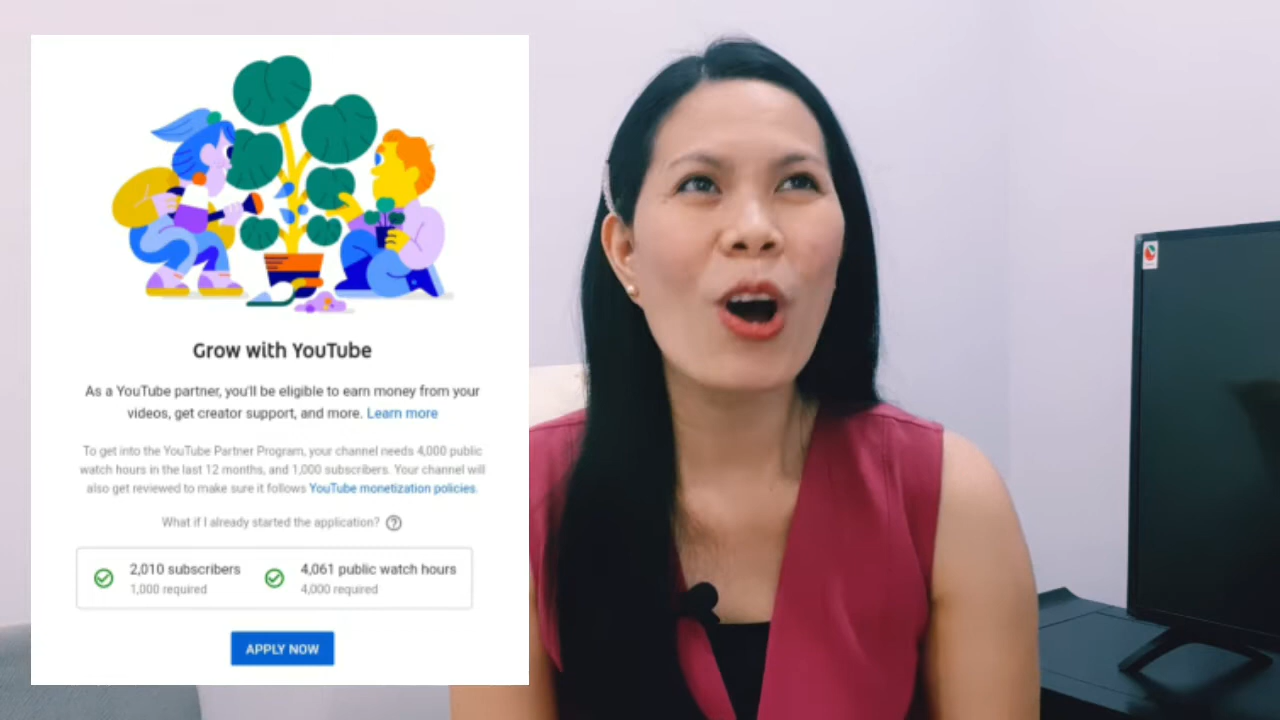 Grow with YouTube
As a YouTube partner, you'll be eligible to earn money from your
videos, get creator support, and more. Learn more
To get into the YouTube Partner Program, your channel needs 4,000 public
watch hours in the last 12 months, and 1,000 subscribers. Your channel will
also get reviewed to make sure it follows YouTube monetization policies.
What if I already started the application? ?
2,010 subscribers
1,000 required
4,061 public watch hours
4,000 required
APPLY NOW